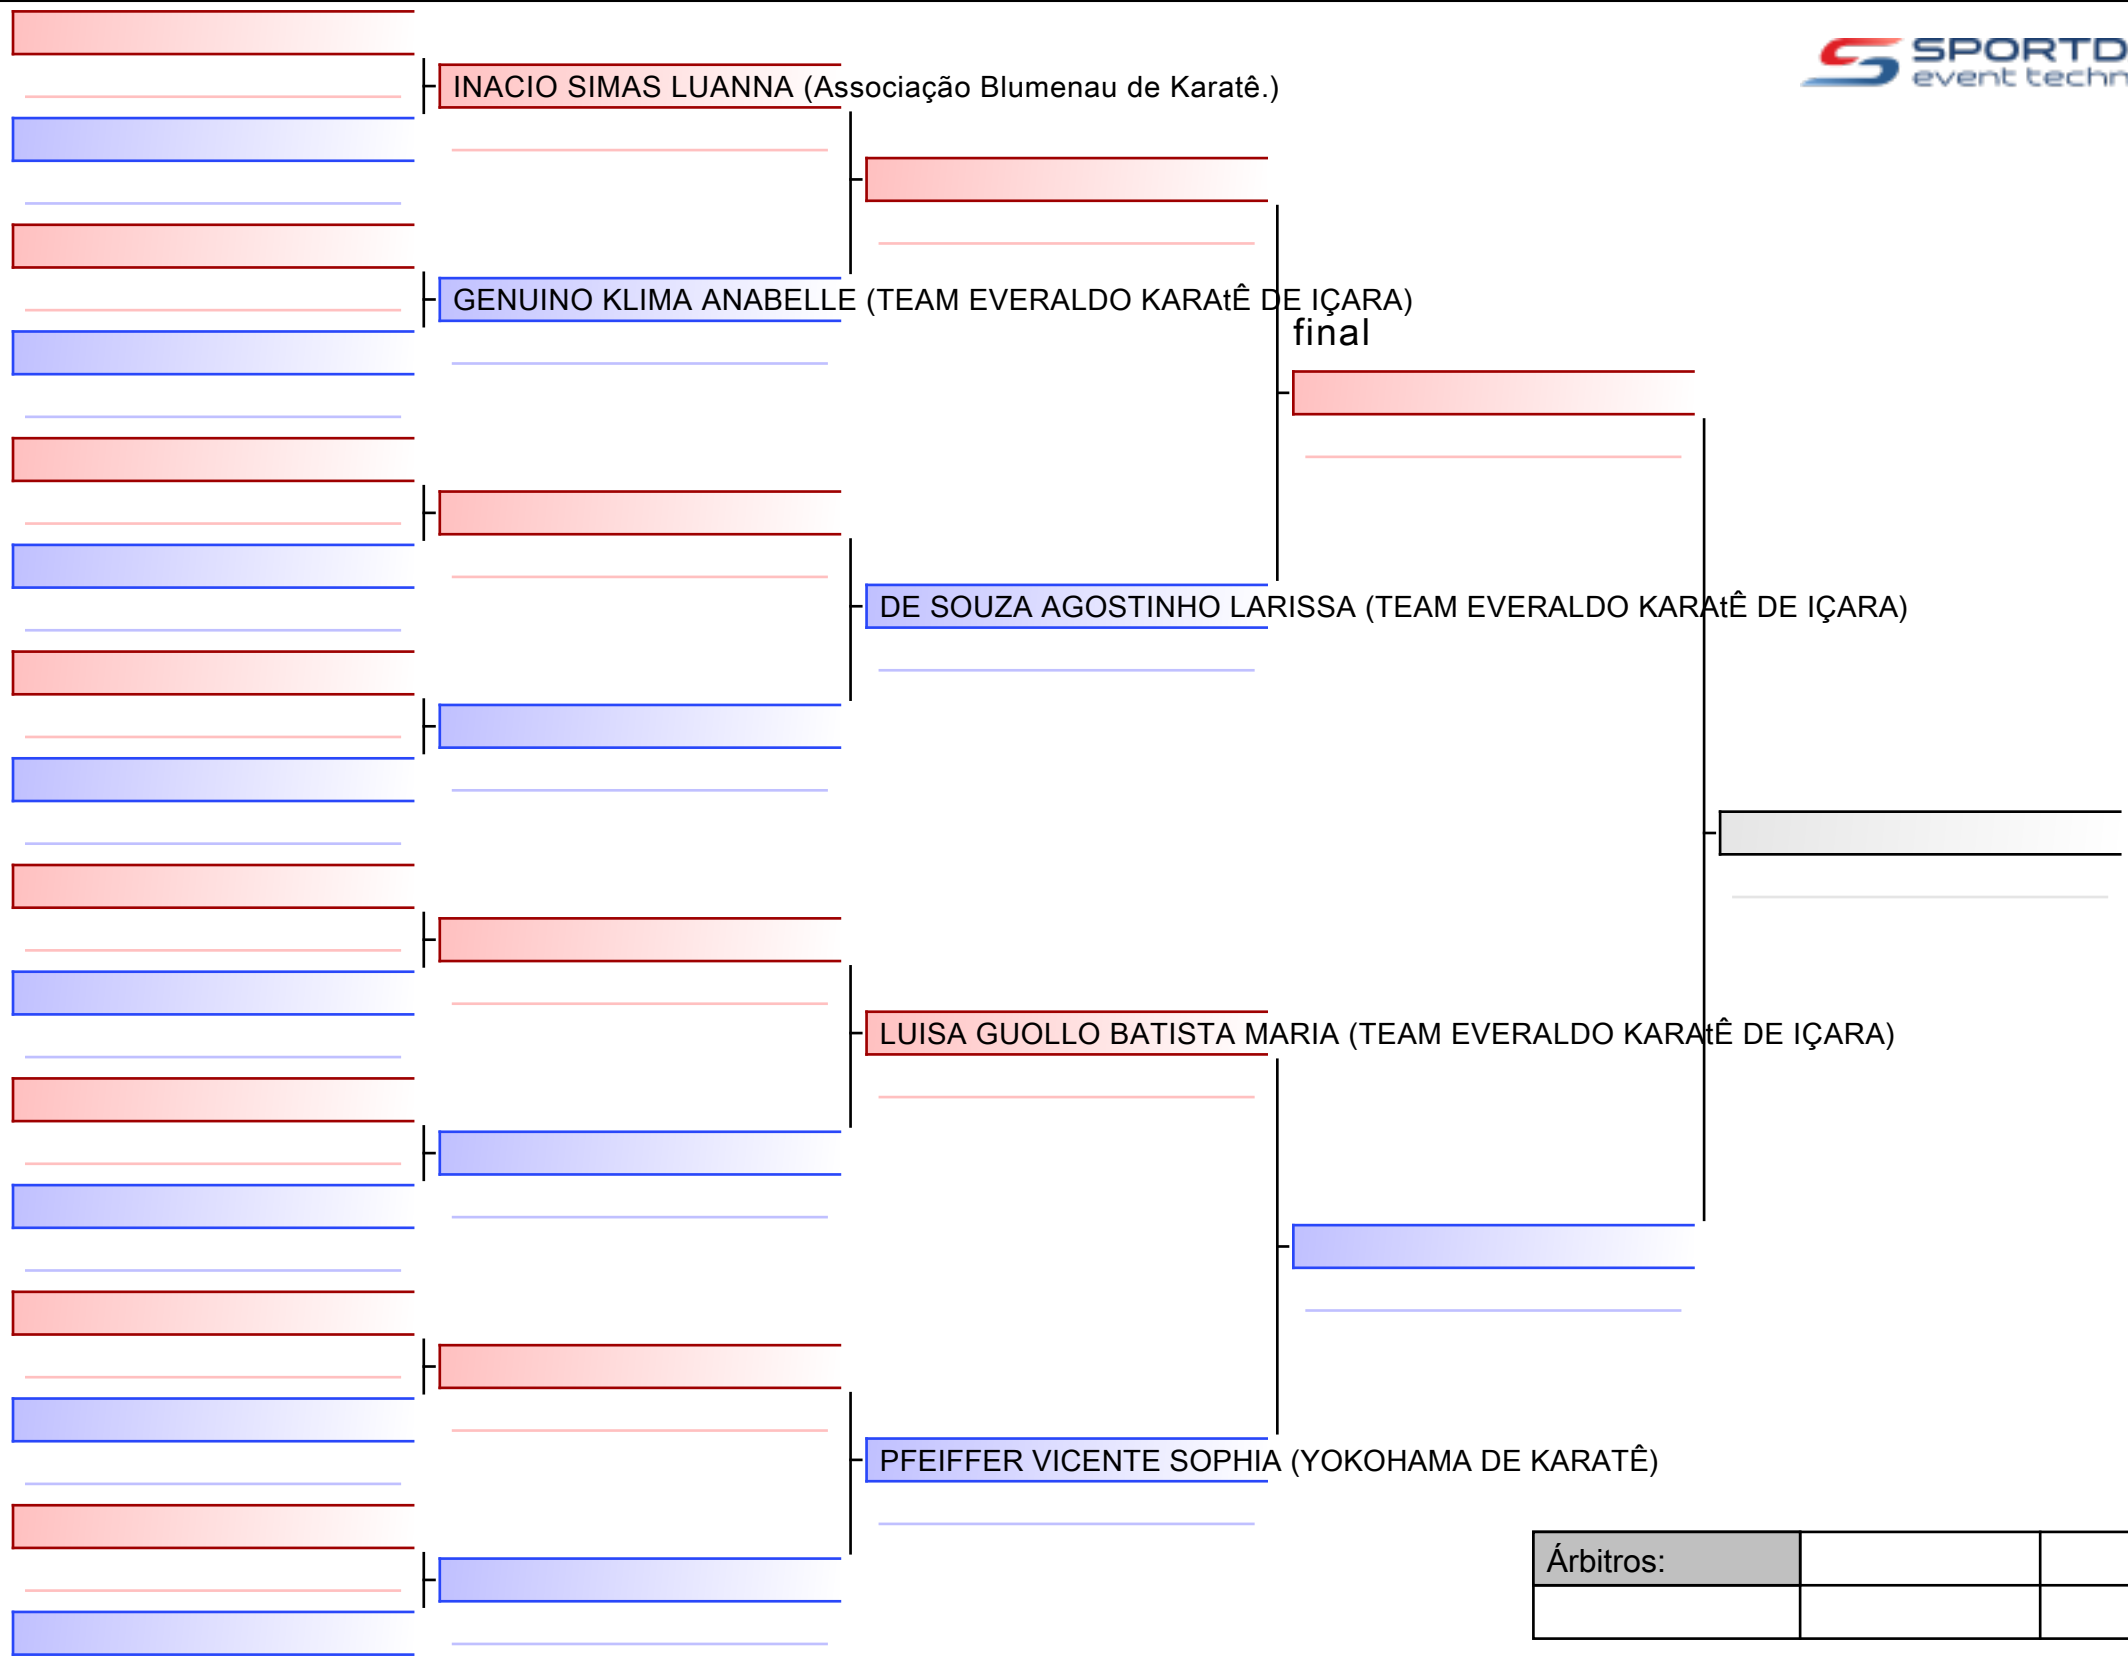 SPORTD
event techn
INACIO SIMAS LUANNA (Associação Blumenau de Karatê.)
GENUINO KLIMA ANABELLE (TEAM EVERALDO KARAtÊ DE IÇARA)
final
DE SOUZA AGOSTINHO LARISSA (TEAM EVERALDO KARAtÊ DE IÇARA)
LUISA GUOLLO BATISTA MARIA (TEAM EVERALDO KARAtÊ DE IÇARA)
PFEIFFER VICENTE SOPHIA (YOKOHAMA DE KARATÊ)
Árbitros: